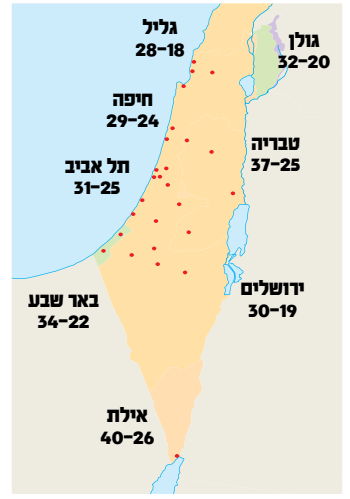 גליל
28-18
גולן
32-20
חיפה
29-24
טבריה
37-25
תל אביב
31-25
ירושלים
30-19
באר שבע
34-22
אילת
40-26